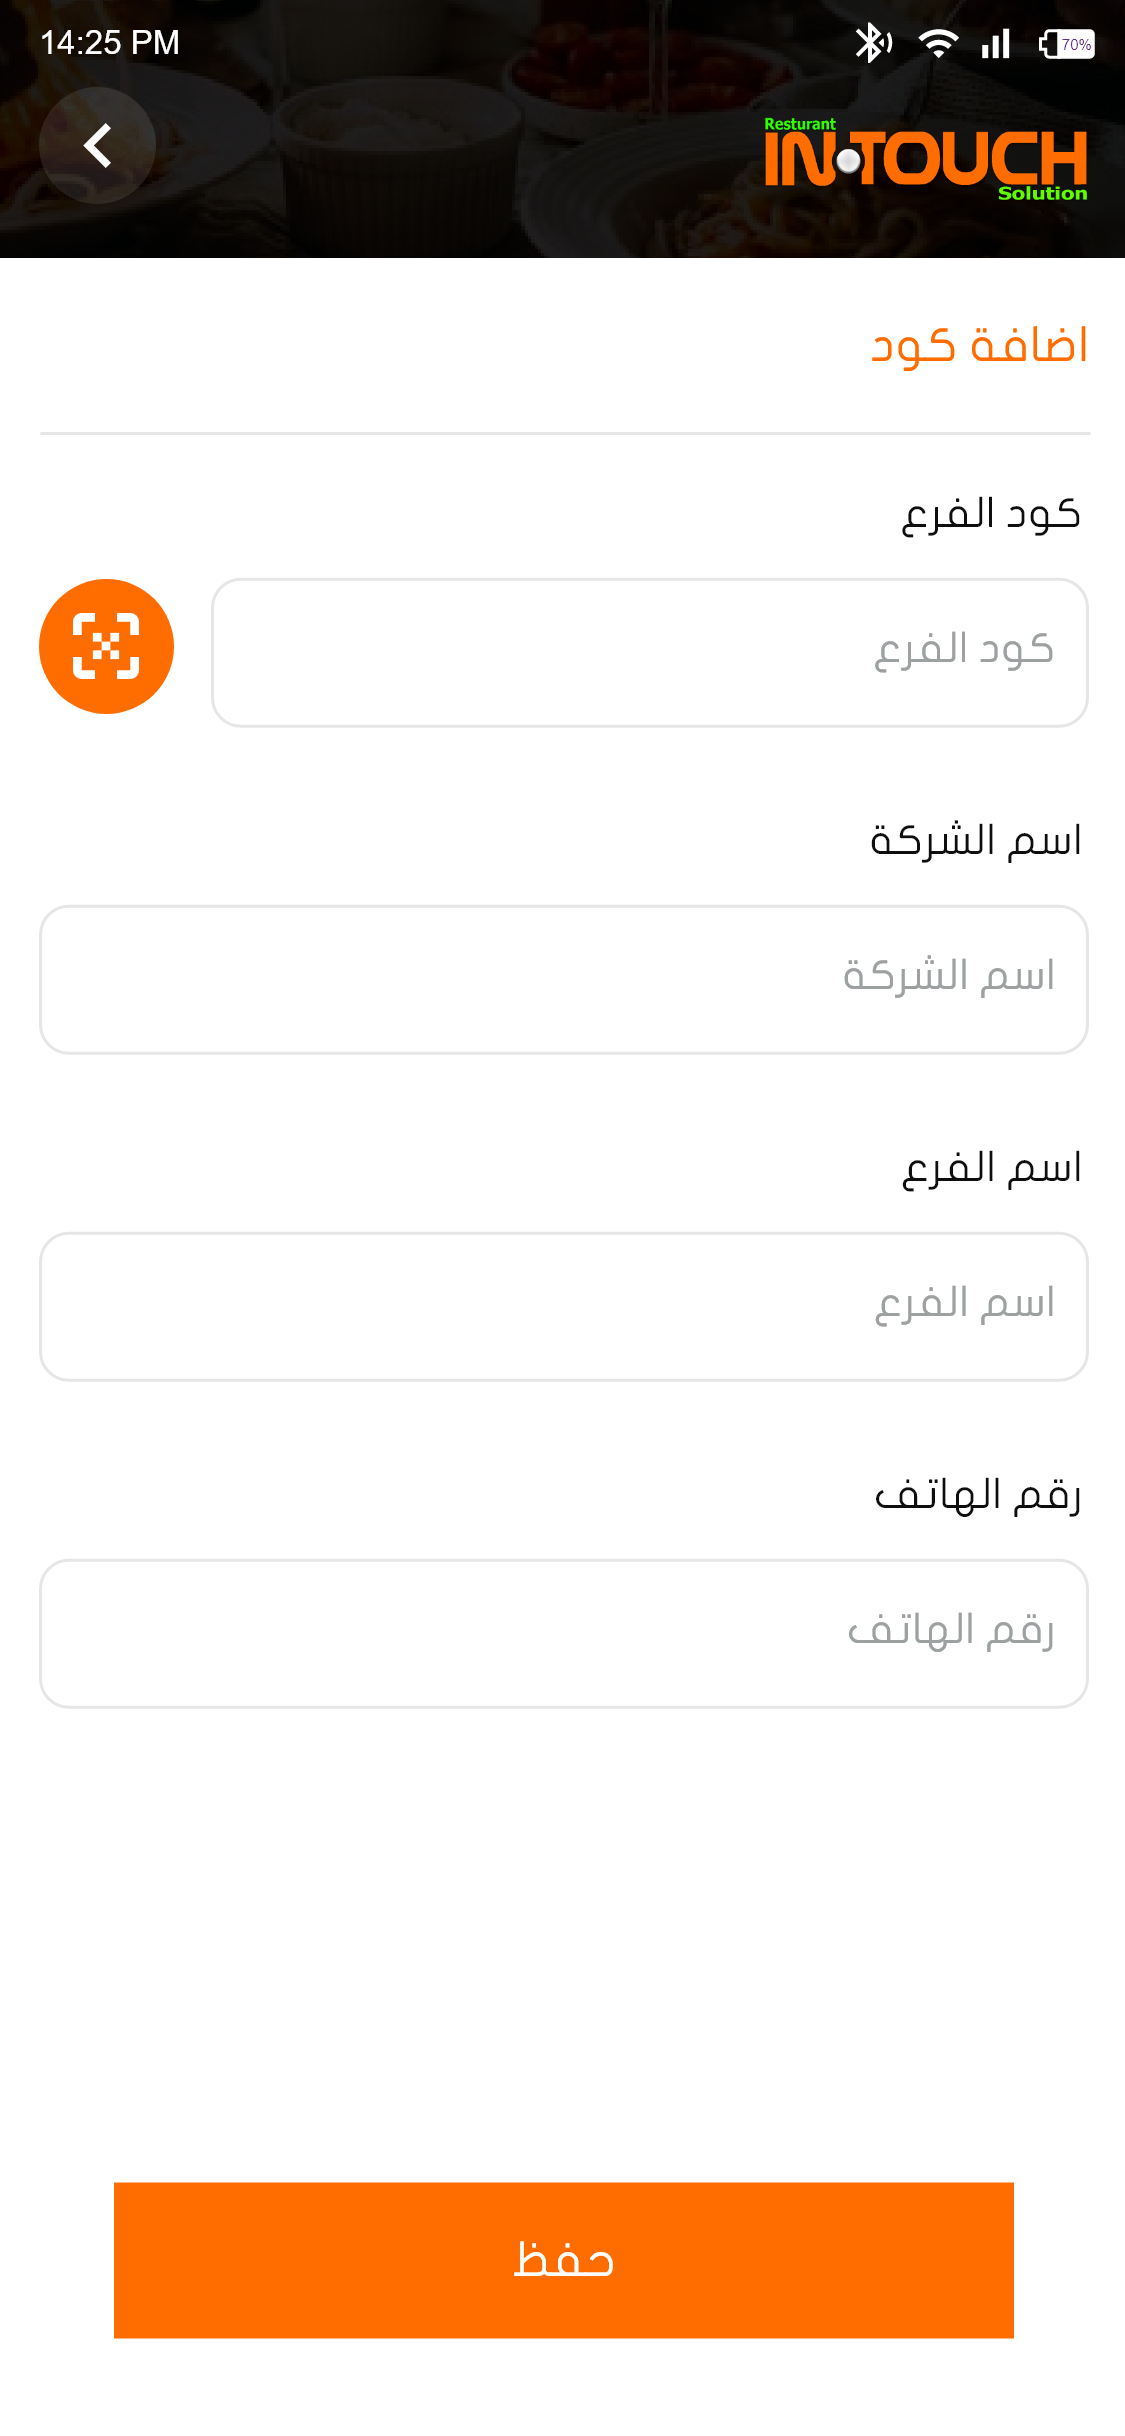 14:25 PM
70%
Resturant
IN•TOUCH
Solution
اضافة كود
كود الفرع
كود الفرع
اسم الشركة
اسم الشركة
اسم الفرع
اسم الفرع
رقم الهاتف
رقم الهاتف
حفظ